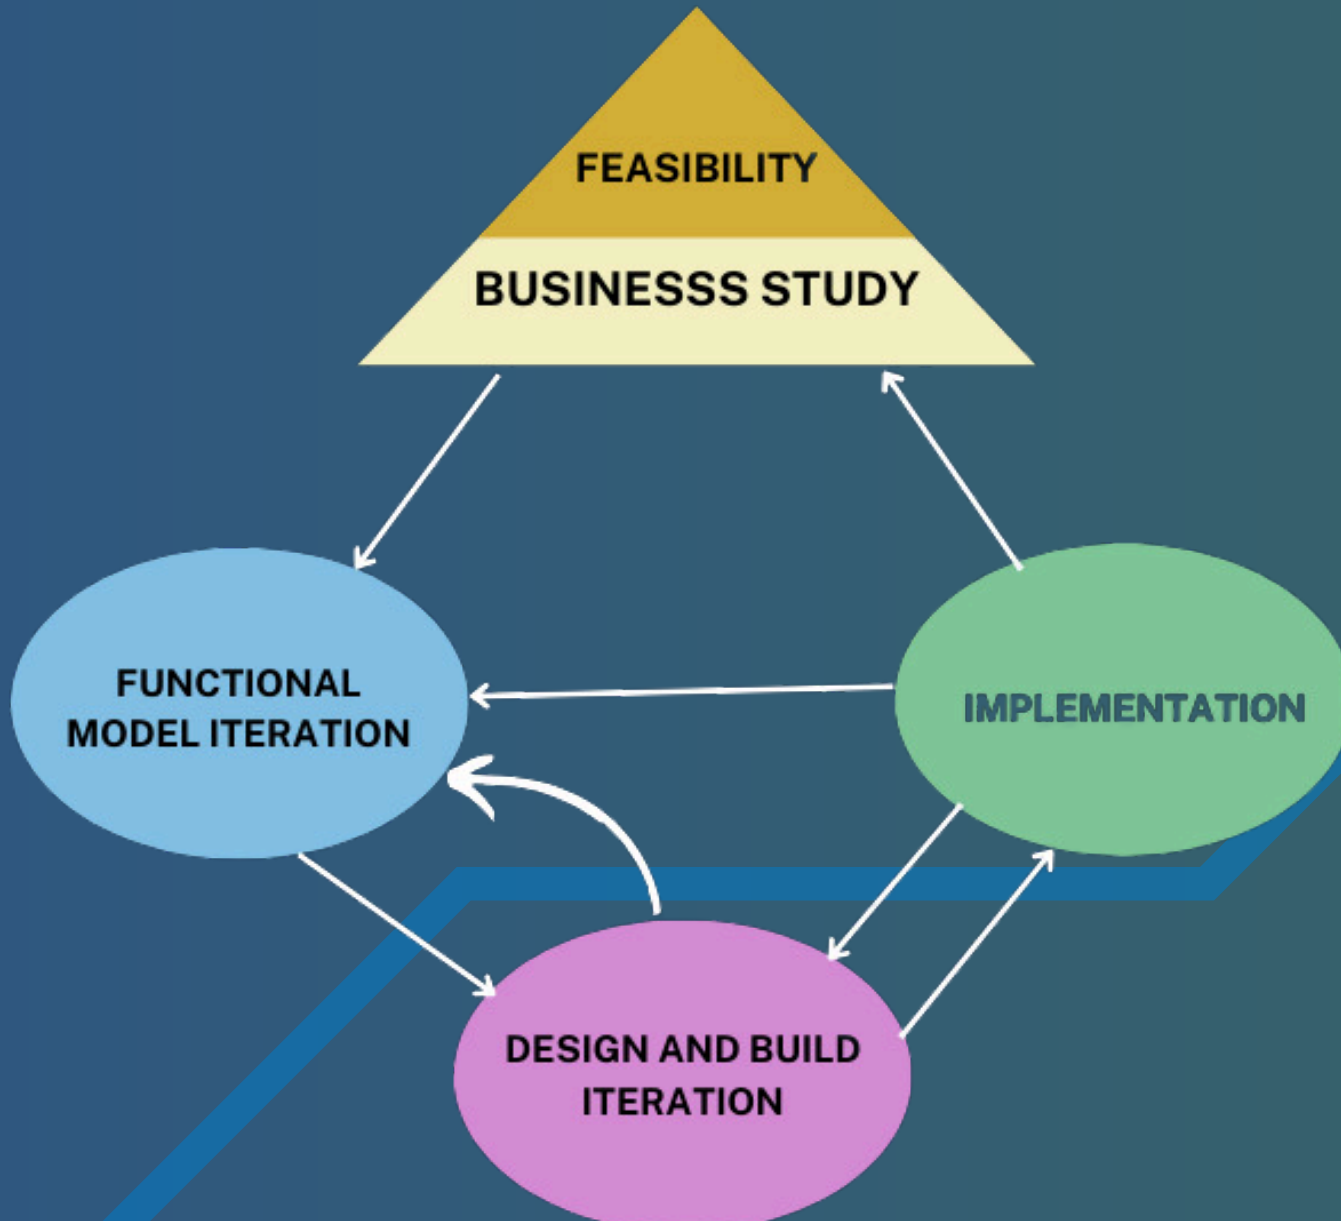 FEASIBILITY
BUSINESSS STUDY
FUNCTIONAL
MODEL ITERATION
IMPLEMENTATION
DESIGN AND BUILD
ITERATION